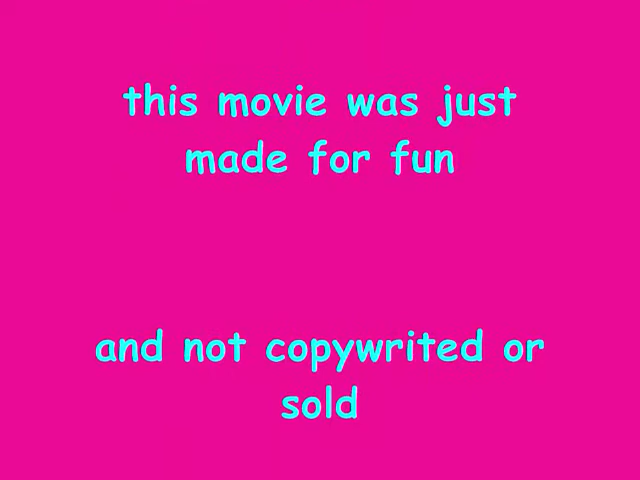 this movie was just
made for fun
and not copywrited or
sold